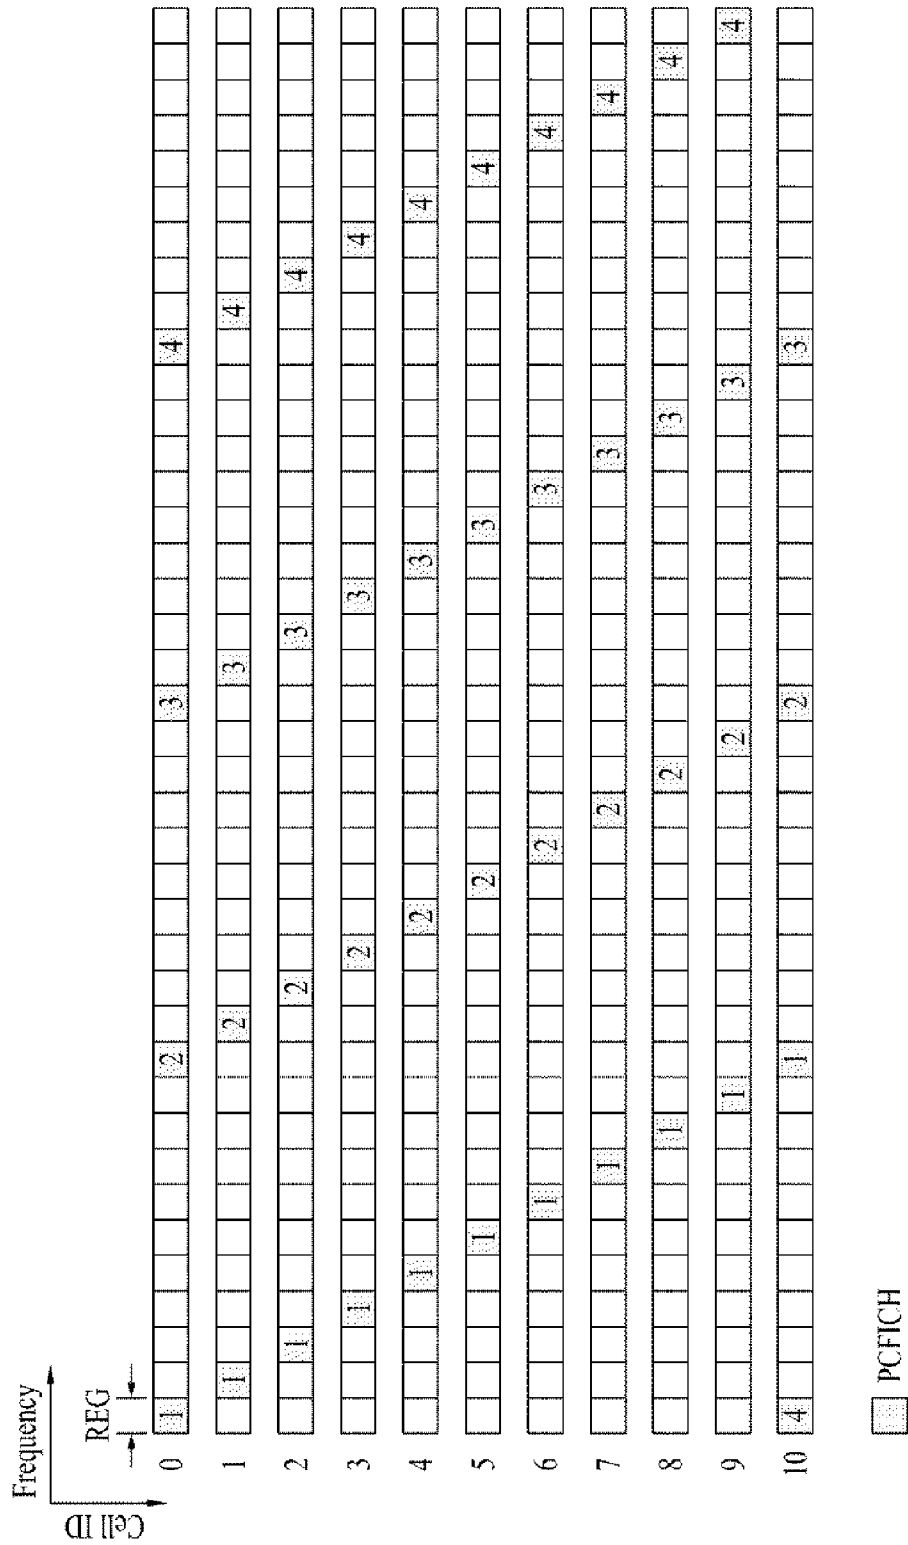 Frequency
REG
Cell ID
0 1 2 3 4
1 1 2 3 4
2 1 2 3 4
3 1 2 3 4
4 1 2 3 4
5 1 2 3 4
6 1 2 3 4
7 1 2 3 4
8 1 2 3 4
9 1 2 3 4
10 4 1 2 3
PCFICH